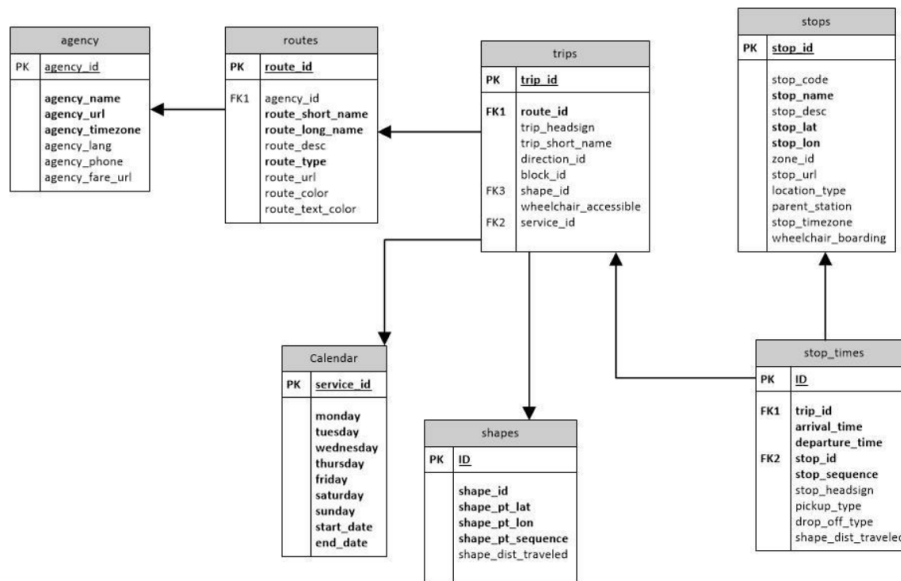 agency
PK agency_id
agency_name
agency_url
agency_timezone
agency_lang
agency_phone
agency_fare_url
routes
PK route_id
FK1 agency_id
route_short_name
route_long_name
route_desc
route_type
route_url
route_color
route_text_color
trips
PK trip_id
FK1 route_id
trip_headsign
trip_short_name
direction_id
block_id
FK3 shape_id
wheelchair_accessible
FK2 service_id
stops
PK stop_id
stop_code
stop_name
stop_desc
stop_lat
stop_lon
zone_id
stop_url
location_type
parent_station
stop_timezone
wheelchair_boarding
Calendar
PK service_id
monday
tuesday
wednesday
thursday
friday
saturday
sunday
start_date
end_date
shapes
PK ID
shape_id
shape_pt_lat
shape_pt_lon
shape_pt_sequence
shape_dist_traveled
stop_times
PK ID
FK1 trip_id
arrival_time
departure_time
FK2 stop_id
stop_sequence
stop_headsign
pickup_type
drop_off_type
shape_dist_traveled